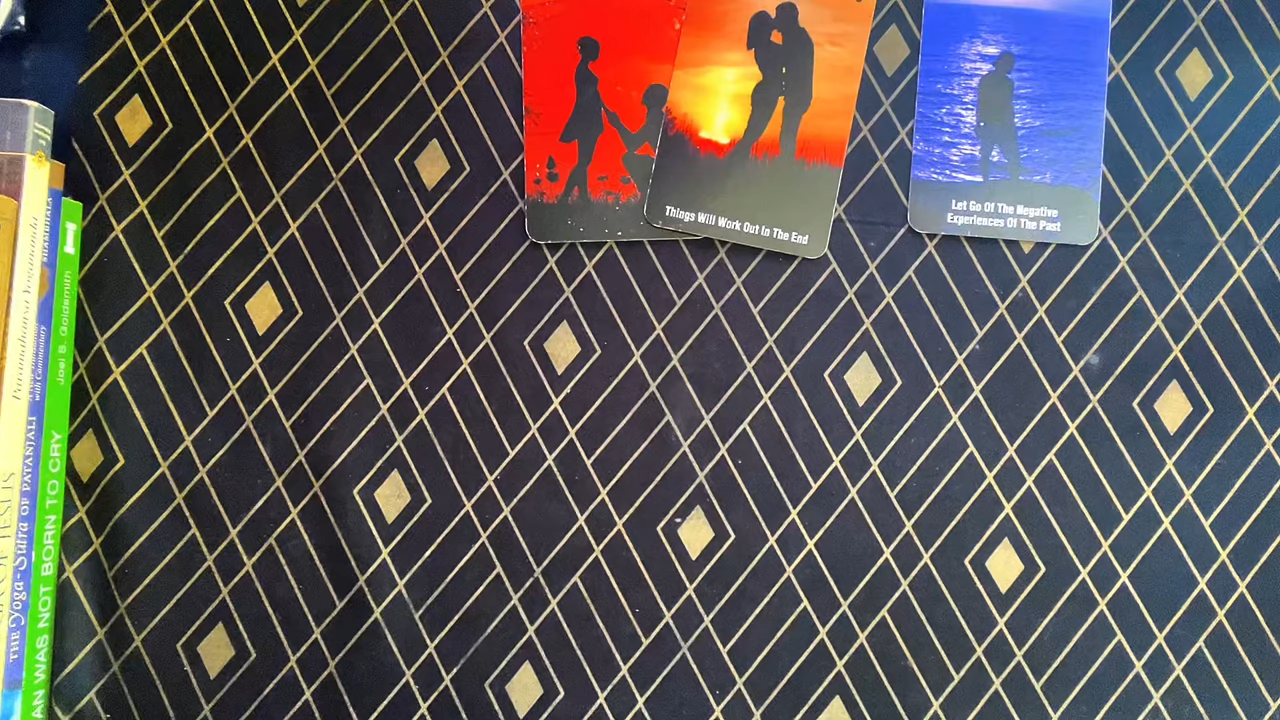 Things Will Work Out In The End
Let Go Of The Negative
Experiences Of The Past
Paramahansa Yogananda
THE Yoga-Sutra OF PATANJALI
with Commentary
SHAMBHALA
AN WAS NOT BORN TO CRY
Joel S. Goldsmith